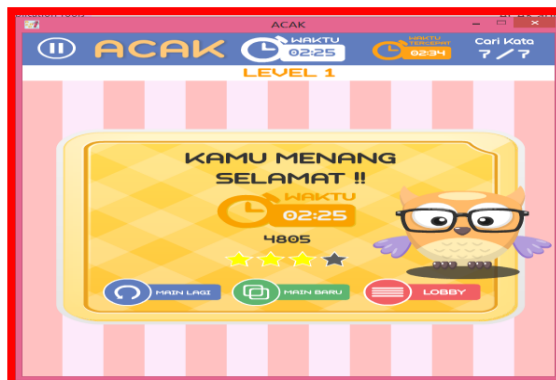 ACAK
ACAK
WAKTU
02:25
WAKTU
TERCEPAT
02:34
Cari Kata
7/7
LEVEL 1
KAMU MENANG
SELAMAT !!
WAKTU
02:25
4805
MAIN LAGI
MAIN BARU
LOBBY